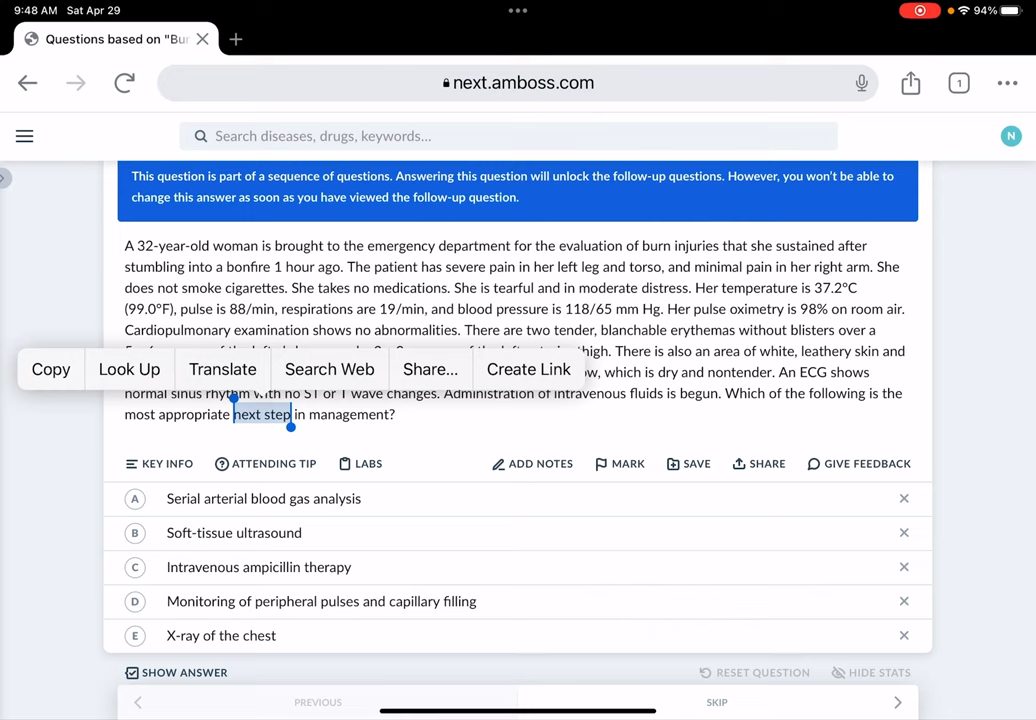 9:48 AM Sat Apr 29
94%
Questions based on "Bur
next.amboss.com
1
Search diseases, drugs, keywords...
N
This question is part of a sequence of questions. Answering this question will unlock the follow-up questions. However, you won't be able to
change this answer as soon as you have viewed the follow-up question.
A 32-year-old woman is brought to the emergency department for the evaluation of burn injuries that she sustained after
stumbling into a bonfire 1 hour ago. The patient has severe pain in her left leg and torso, and minimal pain in her right arm. She
does not smoke cigarettes. She takes no medications. She is tearful and in moderate distress. Her temperature is 37.2°C
(99.0°F), pulse is 88/min, respirations are 19/min, and blood pressure is 118/65 mm Hg. Her pulse oximetry is 98% on room air.
Cardiopulmonary examination shows no abnormalities. There are two tender, blanchable erythemas without blisters over a
thigh. There is also an area of white, leathery skin and
Copy Look Up Translate Search Web Share... Create Link
which is dry and nontender. An ECG shows
normal sinus rhythm with no ST or T wave changes. Administration of intravenous fluids is begun. Which of the following is the
most appropriate next step in management?
KEY INFO ATTENDING TIP LABS ADD NOTES MARK SAVE SHARE GIVE FEEDBACK
A Serial arterial blood gas analysis
B Soft-tissue ultrasound
C Intravenous ampicillin therapy
D Monitoring of peripheral pulses and capillary filling
E X-ray of the chest
SHOW ANSWER RESET QUESTION HIDE STATS
PREVIOUS SKIP